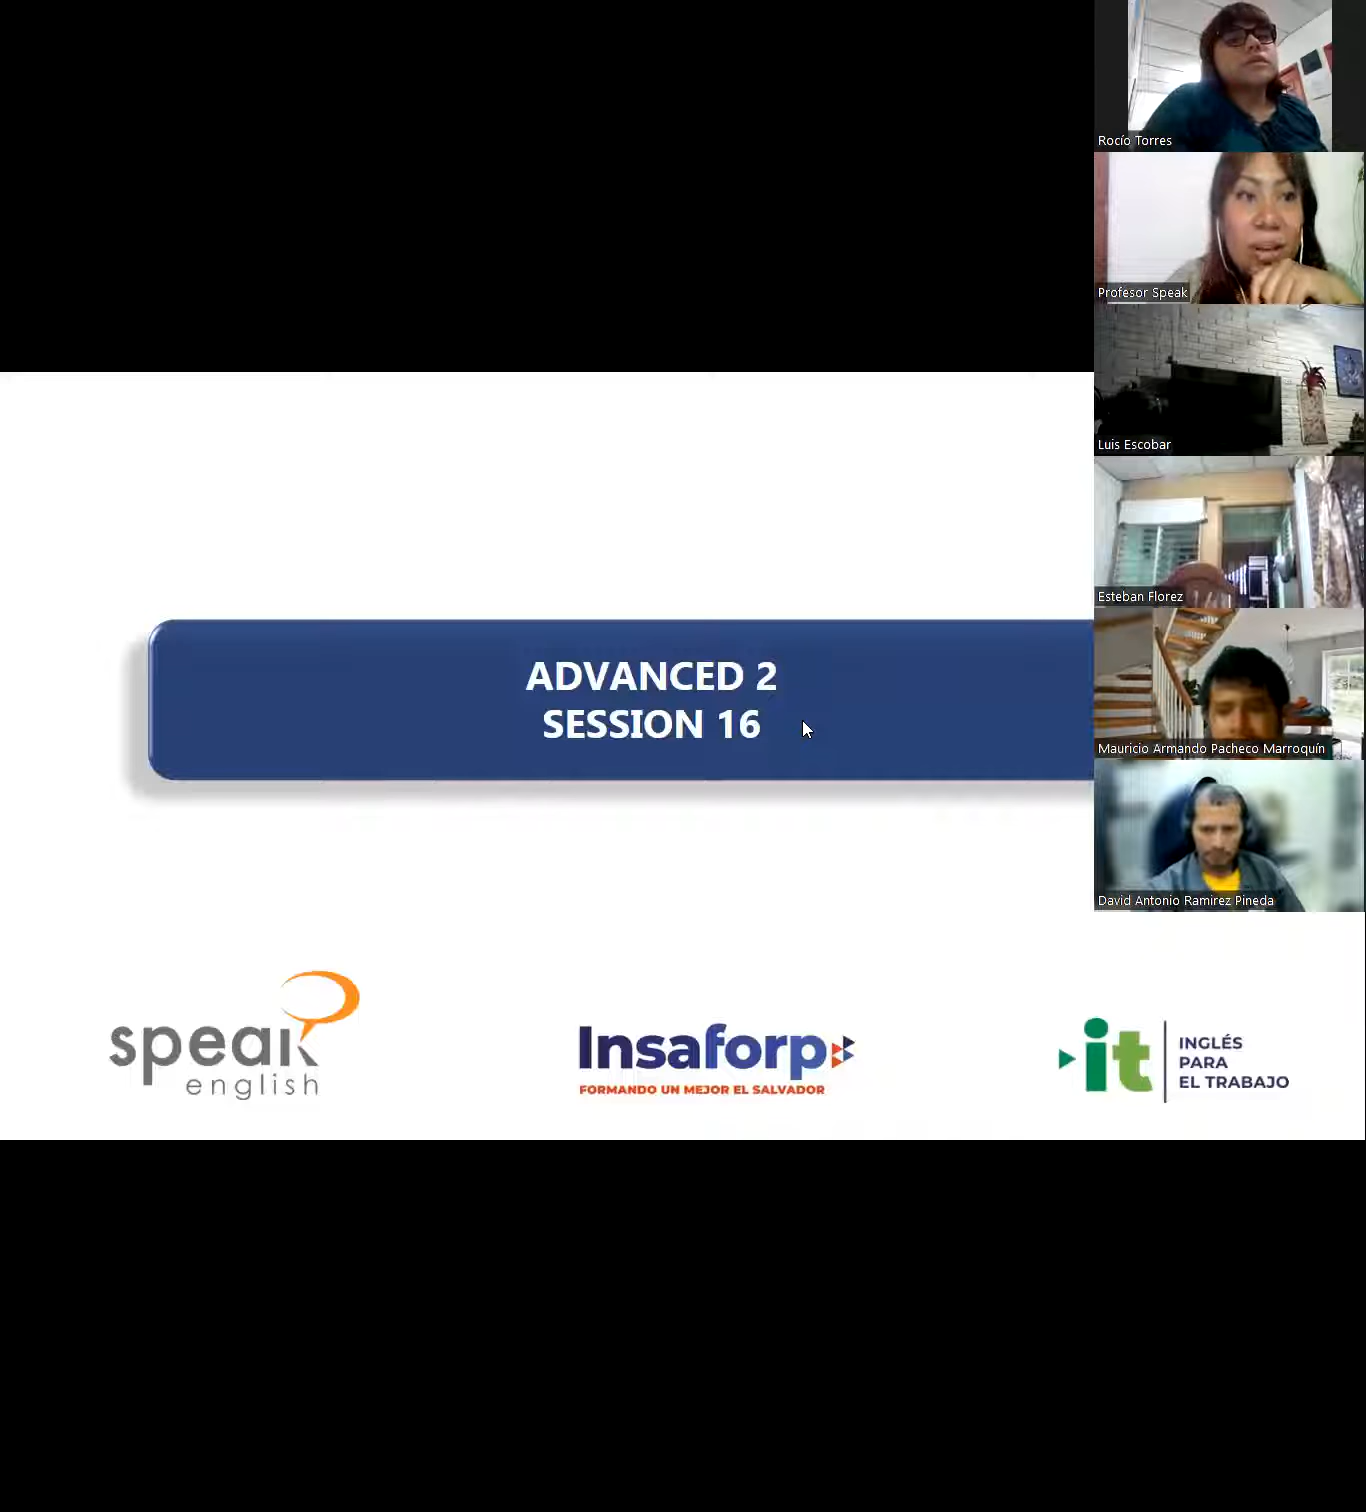 Rocío Torres
Profesor Speak
Luis Escobar
Esteban Florez
Mauricio Armando Pacheco Marroquín
David Antonio Ramirez Pineda
ADVANCED 2
SESSION 16
speak
english
Insaforp
FORMANDO UN MEJOR EL SALVADOR
it
INGLÉS
PARA
EL TRABAJO